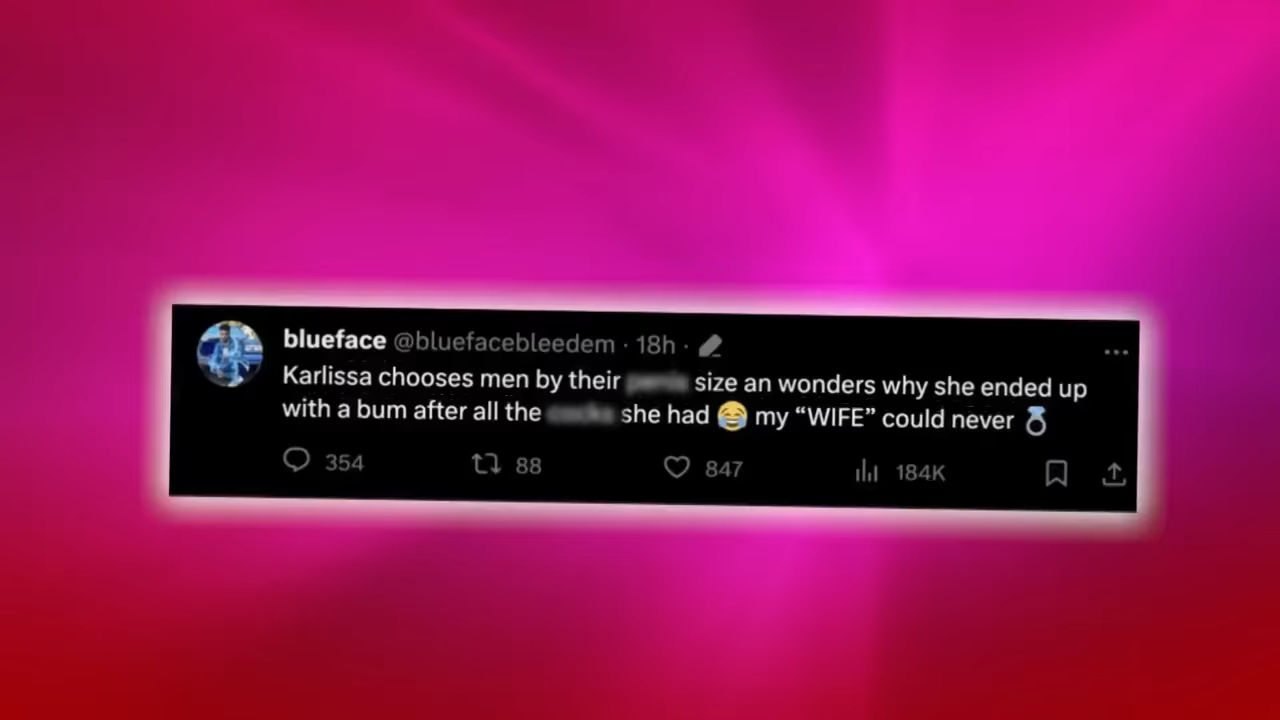 blueface @bluefacebleedem · 18h ·
Karlissa chooses men by their size an wonders why she ended up
with a bum after all the she had 😂 my “WIFE” could never 💍
354 88 847 184K